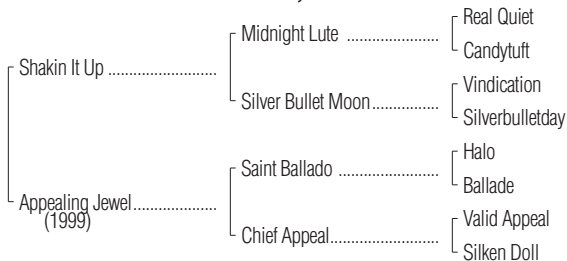 Real Quiet
Midnight Lute ......................
Candytuft
Shakin It Up ..........................
Vindication
Silver Bullet Moon................
Silverbulletday
Halo
Saint Ballado ........................
Ballade
Appealing Jewel....................
(1999)
Valid Appeal
Chief Appeal..........................
Silken Doll